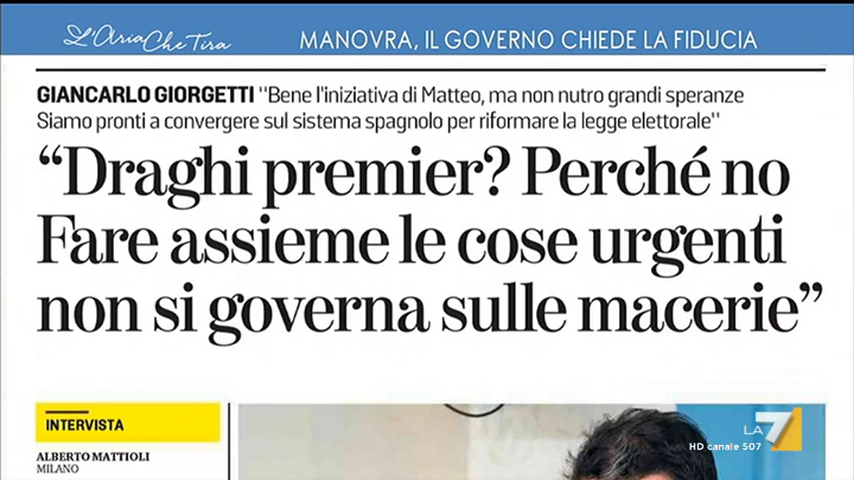 L'Aria Che Tira
MANOVRA, IL GOVERNO CHIEDE LA FIDUCIA
GIANCARLO GIORGETTI "Bene l'iniziativa di Matteo, ma non nutro grandi speranze
Siamo pronti a convergere sul sistema spagnolo per riformare la legge elettorale"
“Draghi premier? Perché no
Fare assieme le cose urgenti
non si governa sulle macerie”
INTERVISTA
ALBERTO MATTIOLI
MILANO
LA 7
HD canale 507